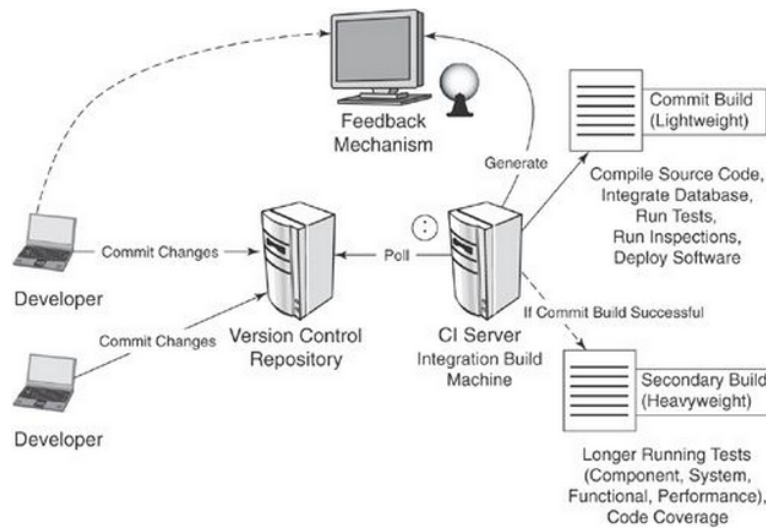 Feedback
Mechanism
Generate
Commit Build
(Lightweight)
Compile Source Code,
Integrate Database,
Run Tests,
Run Inspections,
Deploy Software
Commit Changes
Developer
Poll
Version Control
Repository
CI Server
Integration Build
Machine
If Commit Build Successful
Commit Changes
Developer
Secondary Build
(Heavyweight)
Longer Running Tests
(Component, System,
Functional, Performance),
Code Coverage